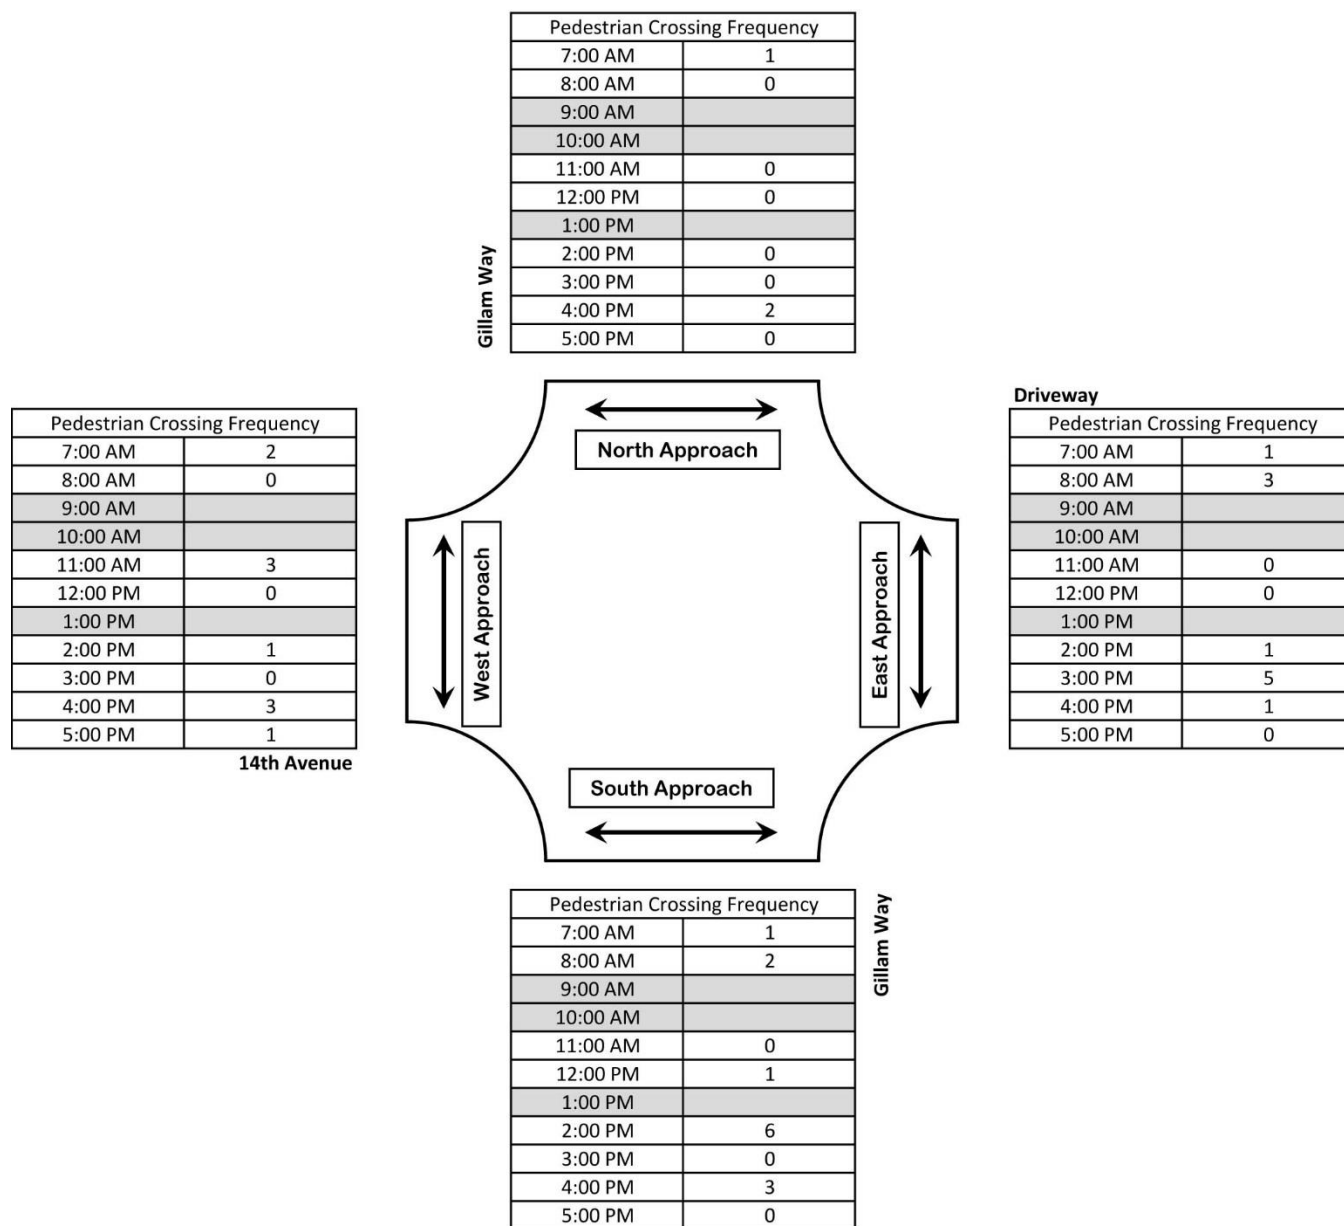 Pedestrian Crossing Frequency
7:00 AM 1
8:00 AM 0
9:00 AM
10:00 AM
11:00 AM 0
12:00 PM 0
1:00 PM
2:00 PM 0
3:00 PM 0
4:00 PM 2
5:00 PM 0
Gillam Way
Pedestrian Crossing Frequency
7:00 AM 2
8:00 AM 0
9:00 AM
10:00 AM
11:00 AM 3
12:00 PM 0
1:00 PM
2:00 PM 1
3:00 PM 0
4:00 PM 3
5:00 PM 1
14th Avenue
North Approach
West Approach
East Approach
South Approach
Driveway
Pedestrian Crossing Frequency
7:00 AM 1
8:00 AM 3
9:00 AM
10:00 AM
11:00 AM 0
12:00 PM 0
1:00 PM
2:00 PM 1
3:00 PM 5
4:00 PM 1
5:00 PM 0
Pedestrian Crossing Frequency
7:00 AM 1
8:00 AM 2
9:00 AM
10:00 AM
11:00 AM 0
12:00 PM 1
1:00 PM
2:00 PM 6
3:00 PM 0
4:00 PM 3
5:00 PM 0
Gillam Way